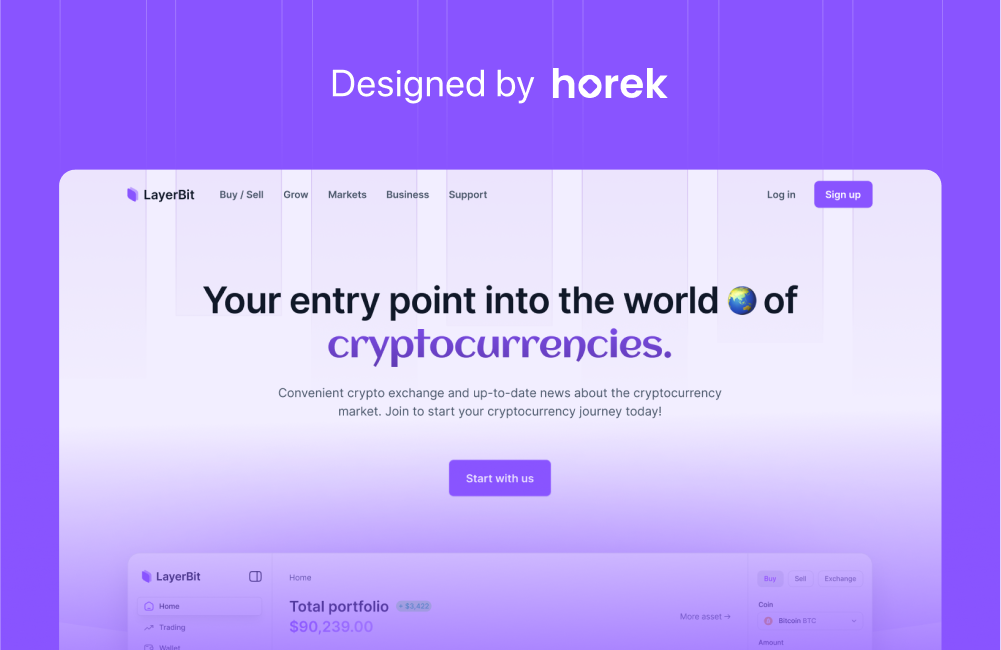 Designed by horek
LayerBit Buy / Sell Grow Markets Business Support Log in Sign up
Your entry point into the world 🌏 of
cryptocurrencies.
Convenient crypto exchange and up-to-date news about the cryptocurrency
market. Join to start your cryptocurrency journey today!
Start with us
LayerBit
Home
Trading
Wallet
Home
Total portfolio + $3,422
$90,239.00
More asset →
Buy Sell Exchange
Coin
Bitcoin BTC
Amount